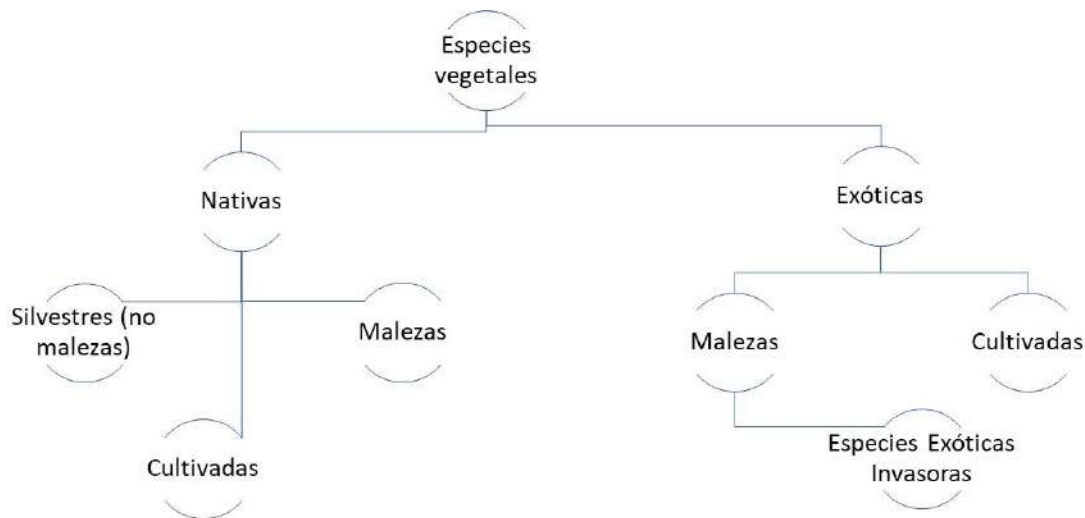 Especies
vegetales
Nativas
Exóticas
Silvestres (no
malezas)
Malezas
Malezas
Cultivadas
Cultivadas
Especies Exóticas
Invasoras